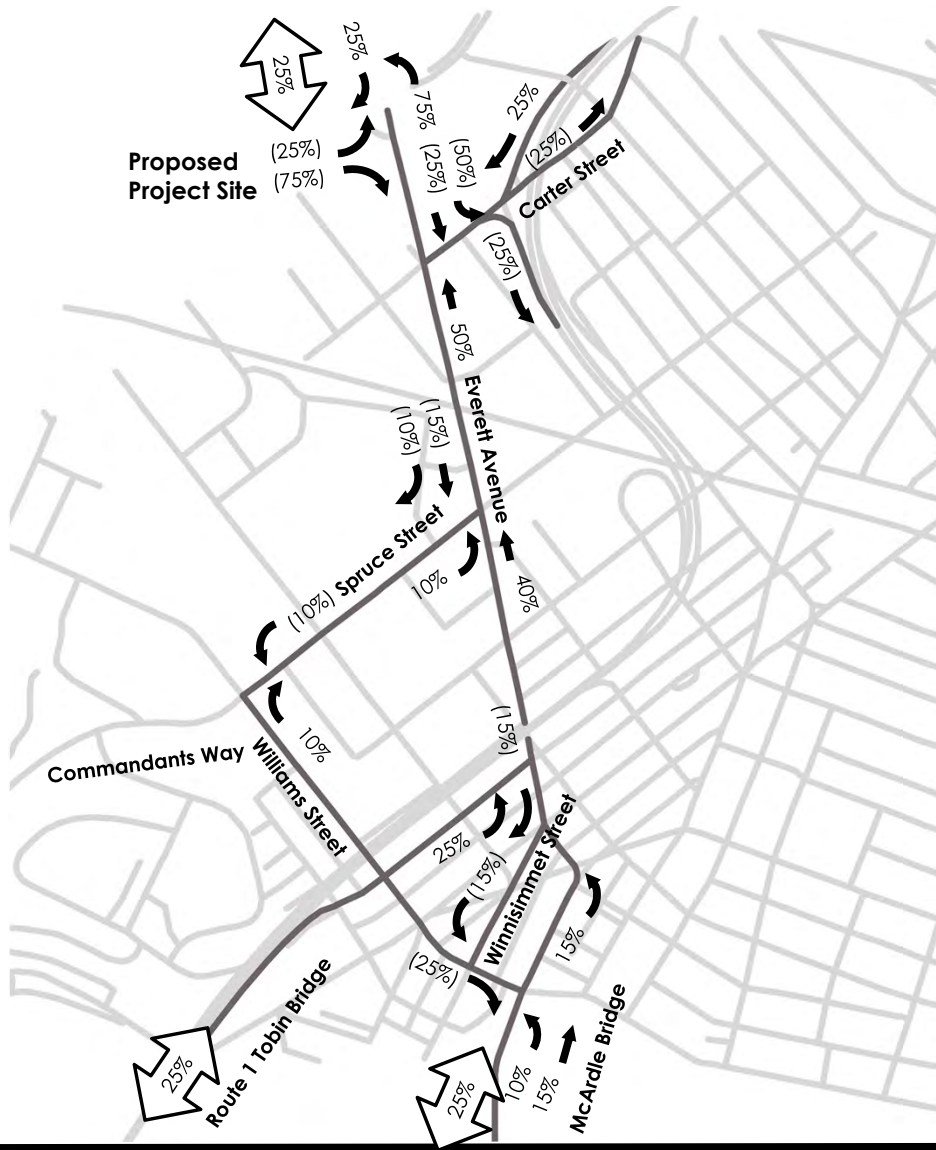 25%
25%
75%
25%
(25%)
(50%)
(25%)
Proposed
Project Site
(25%)
(75%)
(25%)
Carter Street
(25%)
50%
Everett Avenue
(15%)
(10%)
Spruce Street
(10%)
10%
40%
10%
(15%)
Commandants Way
Williams Street
25%
(15%)
Winnisimmet Street
15%
(25%)
Route 1 Tobin Bridge
McArdle Bridge
25%
25%
10%
15%